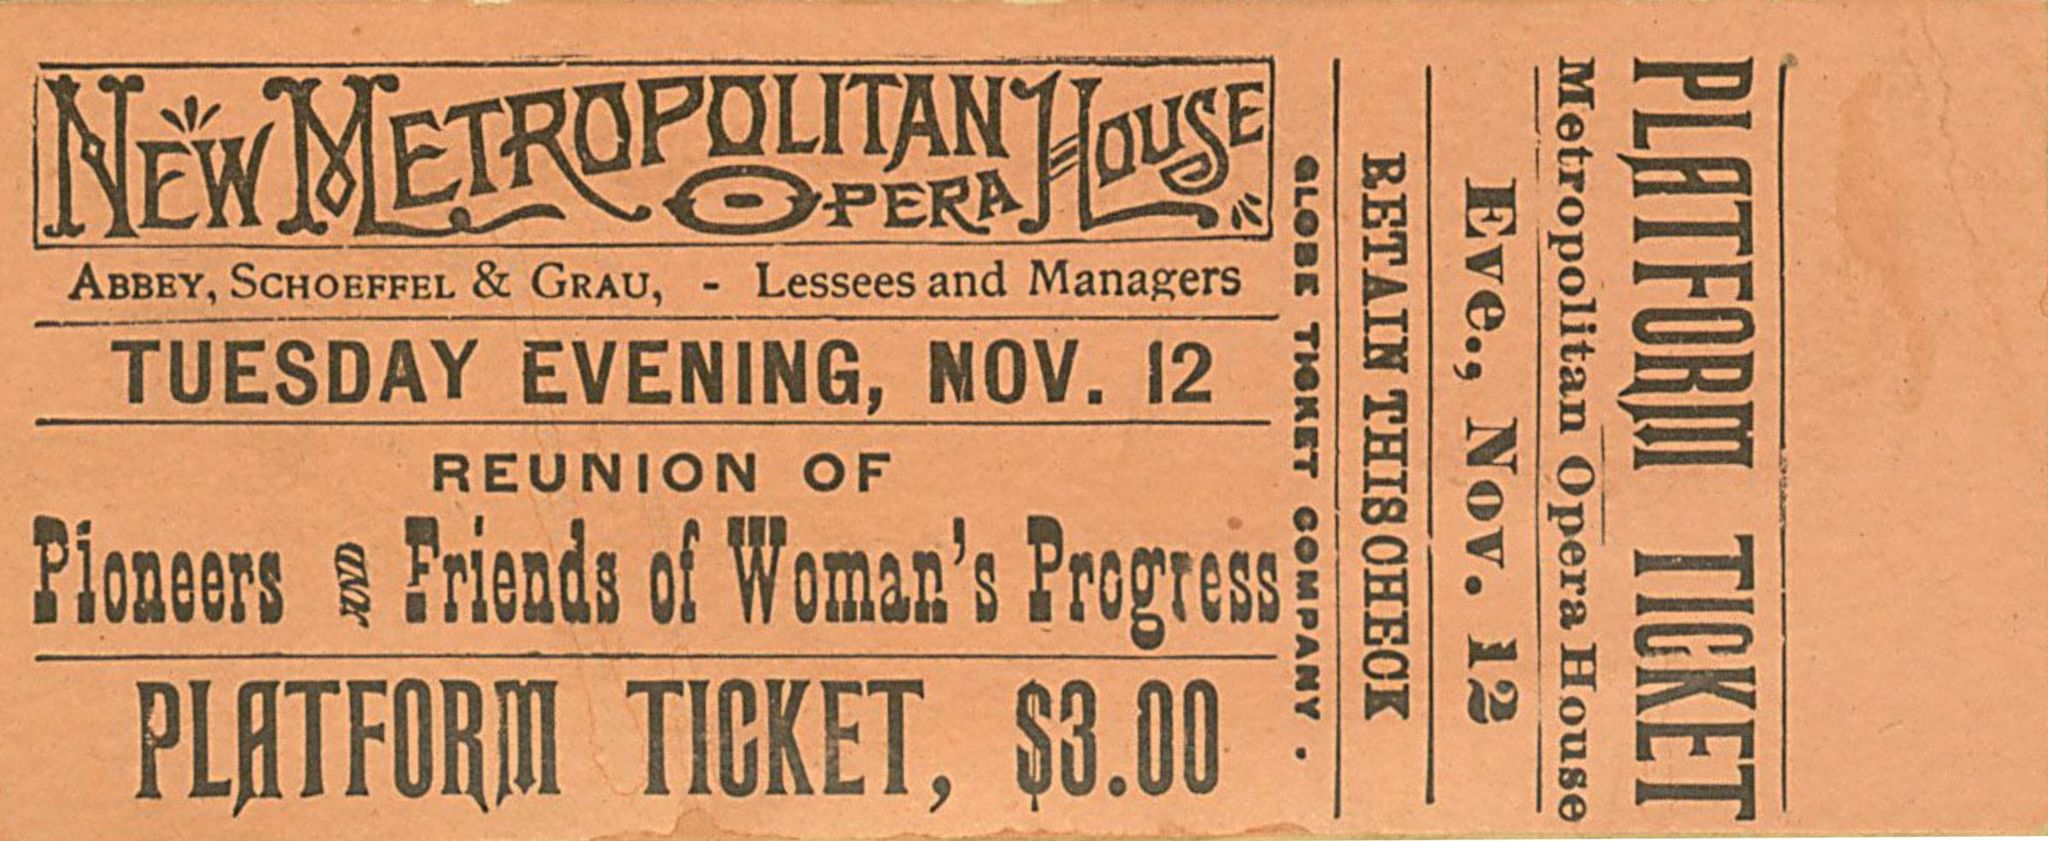 NEW METROPOLITAN OPERA HOUSE
ABBEY, SCHOEFFEL & GRAU, - Lessees and Managers
TUESDAY EVENING, NOV. 12
REUNION OF
Pioneers AND Friends of Woman's Progress
PLATFORM TICKET, $3.00
GLOBE TICKET COMPANY.
RETAIN THIS CHECK
Eve., Nov. 12
Metropolitan Opera House
PLATFORM TICKET